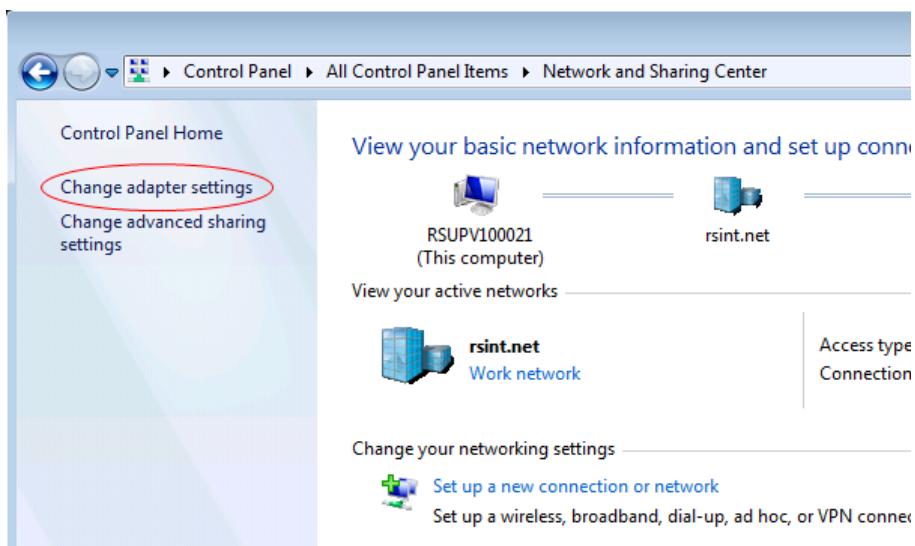 Control Panel All Control Panel Items Network and Sharing Center
Control Panel Home
Change adapter settings
Change advanced sharing
settings
View your basic network information and set up
RSUPV100021
(This computer)
rsint.net
View your active networks
rsint.net
Work network
Access type
Connection
Change your networking settings
Set up a new connection or network
Set up a wireless, broadband, dial-up, ad hoc, or VPN